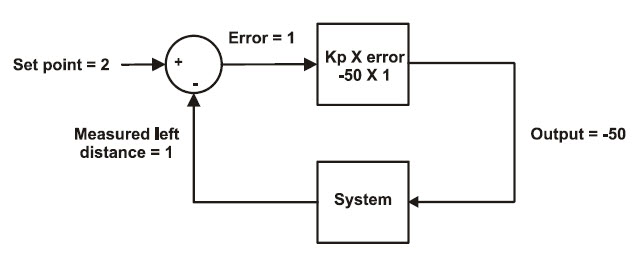 Error = 1
Set point = 2
+
-
Kp X error
-50 X 1
Measured left
distance = 1
Output = -50
System